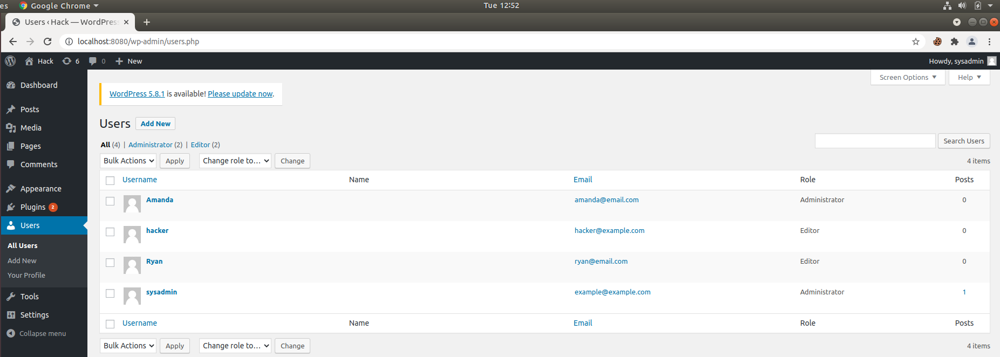 es Google Chrome Tue 12:52
Users ‹ Hack — WordPres
localhost:8080/wp-admin/users.php
Hack 6 0 New Howdy, sysadmin
Screen Options Help
Dashboard
WordPress 5.8.1 is available! Please update now.
Posts
Media
Pages
Comments
Appearance
Plugins 2
Users
All Users
Add New
Your Profile
Tools
Settings
Collapse menu
Users Add New
All (4) | Administrator (2) | Editor (2)
Search Users
Bulk Actions Apply Change role to... Change 4 items
Username Name Email Role Posts
Amanda amanda@email.com Administrator 0
hacker hacker@example.com Editor 0
Ryan ryan@email.com Editor 0
sysadmin example@example.com Administrator 1
Username Name Email Role Posts
Bulk Actions Apply Change role to... Change 4 items